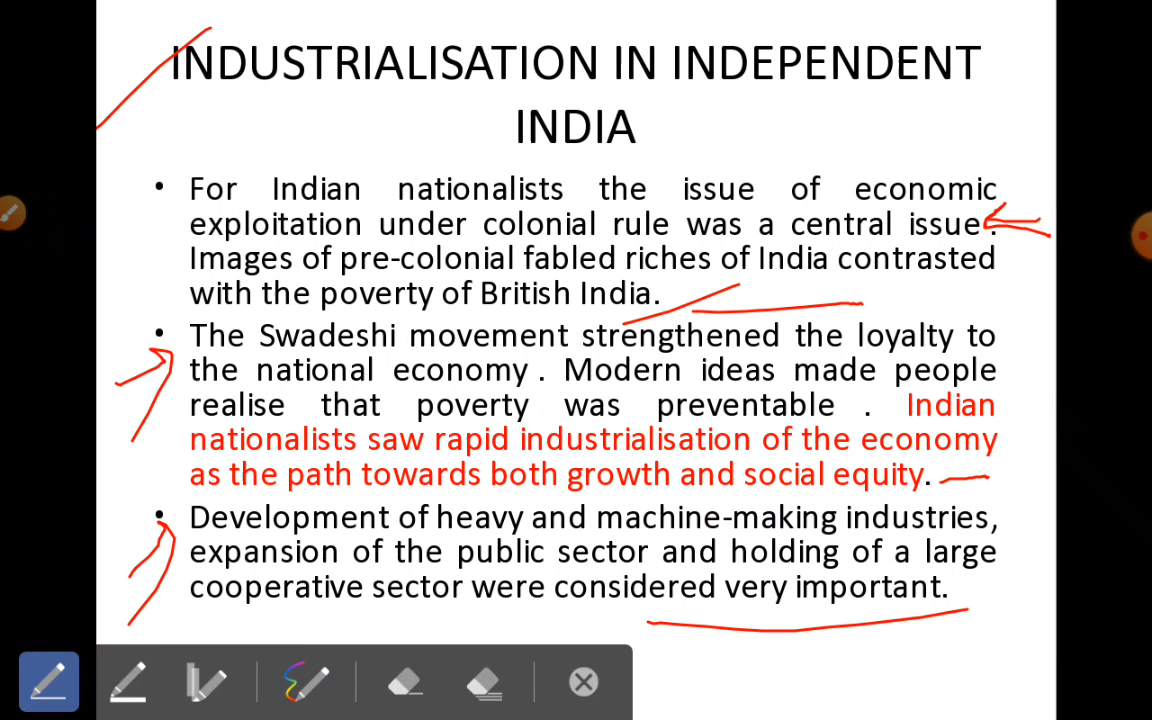 INDUSTRIALISATION IN INDEPENDENT
INDIA
• For Indian nationalists the issue of economic
exploitation under colonial rule was a central issue .
Images of pre-colonial fabled riches of India contrasted
with the poverty of British India.
• The Swadeshi movement strengthened the loyalty to
the national economy . Modern ideas made people
realise that poverty was preventable . Indian
nationalists saw rapid industrialisation of the economy
as the path towards both growth and social equity.
• Development of heavy and machine-making industries,
expansion of the public sector and holding of a large
cooperative sector were considered very important.